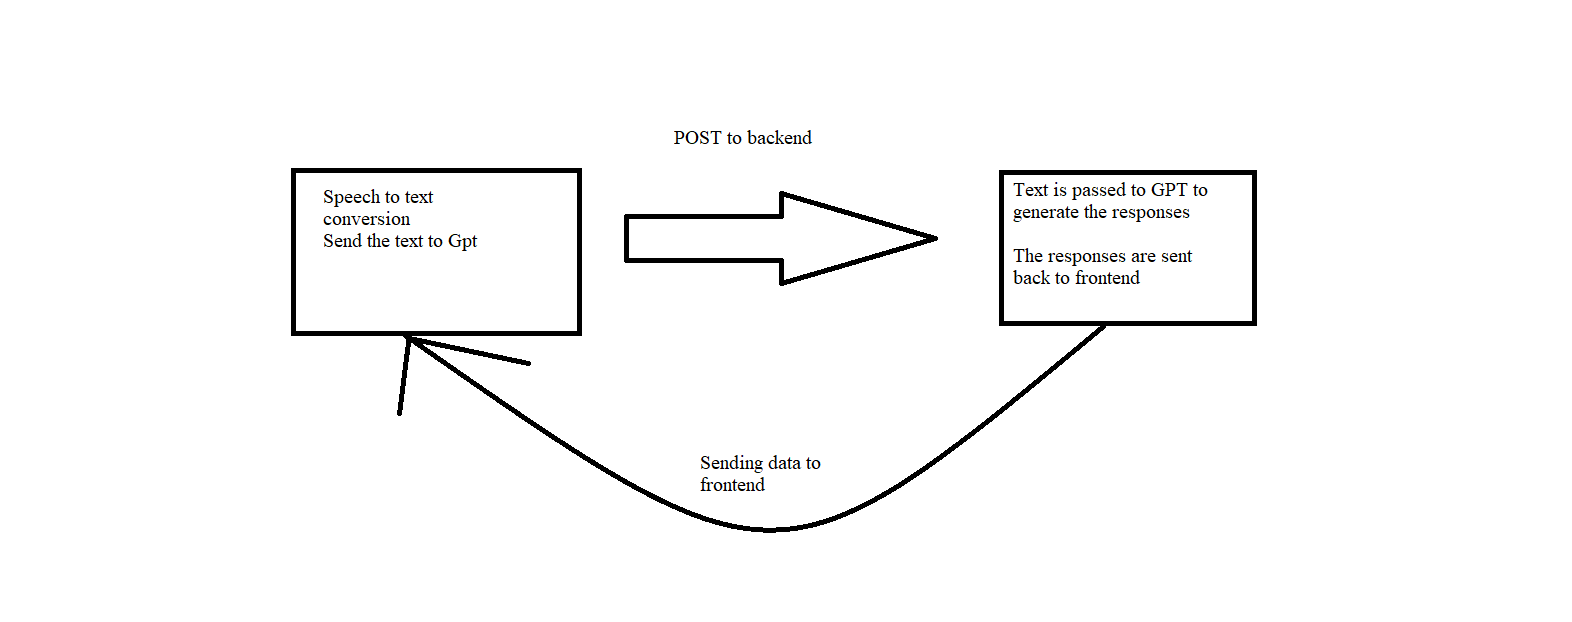 POST to backend
Speech to text
conversion
Send the text to Gpt
Text is passed to GPT to
generate the responses
The responses are sent
back to frontend
Sending data to
frontend